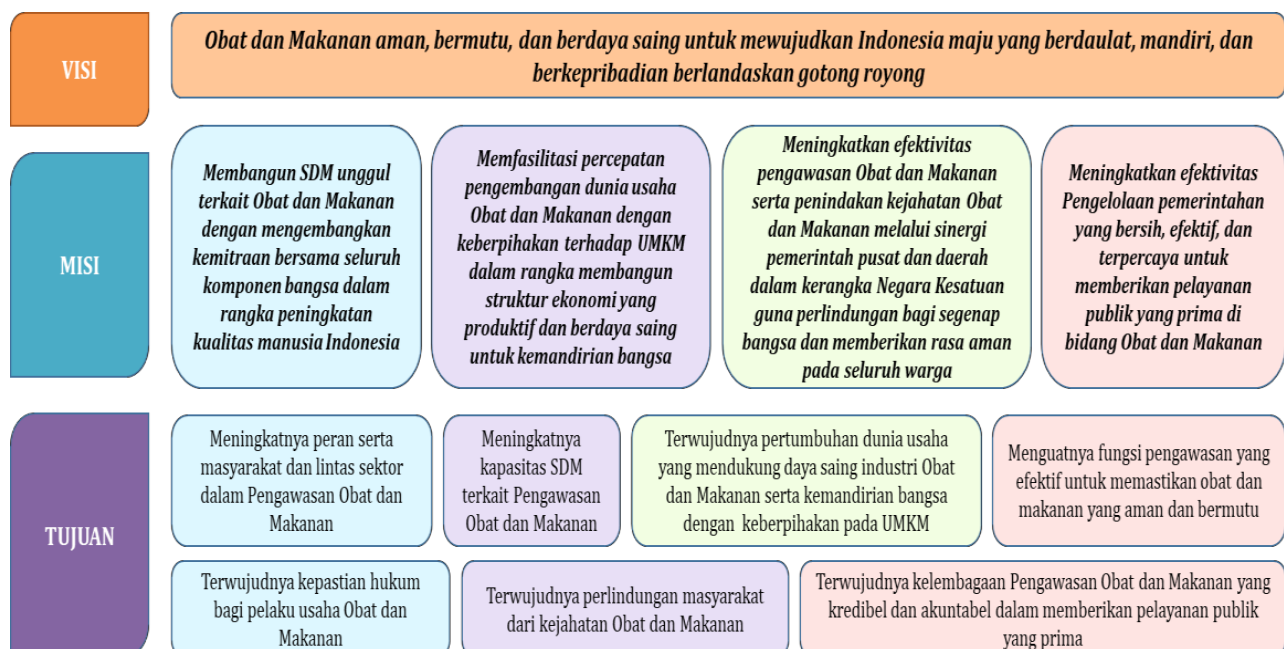 VISI
Obat dan Makanan aman, bermutu, dan berdaya saing untuk mewujudkan Indonesia maju yang berdaulat, mandiri, dan
berkepribadian berlandaskan gotong royong
MISI
Membangun SDM unggul
terkait Obat dan Makanan
dengan mengembangkan
kemitraan bersama seluruh
komponen bangsa dalam
rangka peningkatan
kualitas manusia Indonesia
Memfasilitasi percepatan
pengembangan dunia usaha
Obat dan Makanan dengan
keberpihakan terhadap UMKM
dalam rangka membangun
struktur ekonomi yang
produktif dan berdaya saing
untuk kemandirian bangsa
Meningkatkan efektivitas
pengawasan Obat dan Makanan
serta penindakan kejahatan Obat
dan Makanan melalui sinergi
pemerintah pusat dan daerah
dalam kerangka Negara Kesatuan
guna perlindungan bagi segenap
bangsa dan memberikan rasa aman
pada seluruh warga
Meningkatkan efektivitas
Pengelolaan pemerintahan
yang bersih, efektif, dan
terpercaya untuk
memberikan pelayanan
publik yang prima di
bidang Obat dan Makanan
TUJUAN
Meningkatnya peran serta
masyarakat dan lintas sektor
dalam Pengawasan Obat dan
Makanan
Meningkatnya
kapasitas SDM
terkait Pengawasan
Obat dan Makanan
Terwujudnya pertumbuhan dunia usaha
yang mendukung daya saing industri Obat
dan Makanan serta kemandirian bangsa
dengan keberpihakan pada UMKM
Menguatnya fungsi pengawasan yang
efektif untuk memastikan obat dan
makanan yang aman dan bermutu
Terwujudnya kepastian hukum
bagi pelaku usaha Obat dan
Makanan
Terwujudnya perlindungan masyarakat
dari kejahatan Obat dan Makanan
Terwujudnya kelembagaan Pengawasan Obat dan Makanan yang
kredibel dan akuntabel dalam memberikan pelayanan publik
yang prima